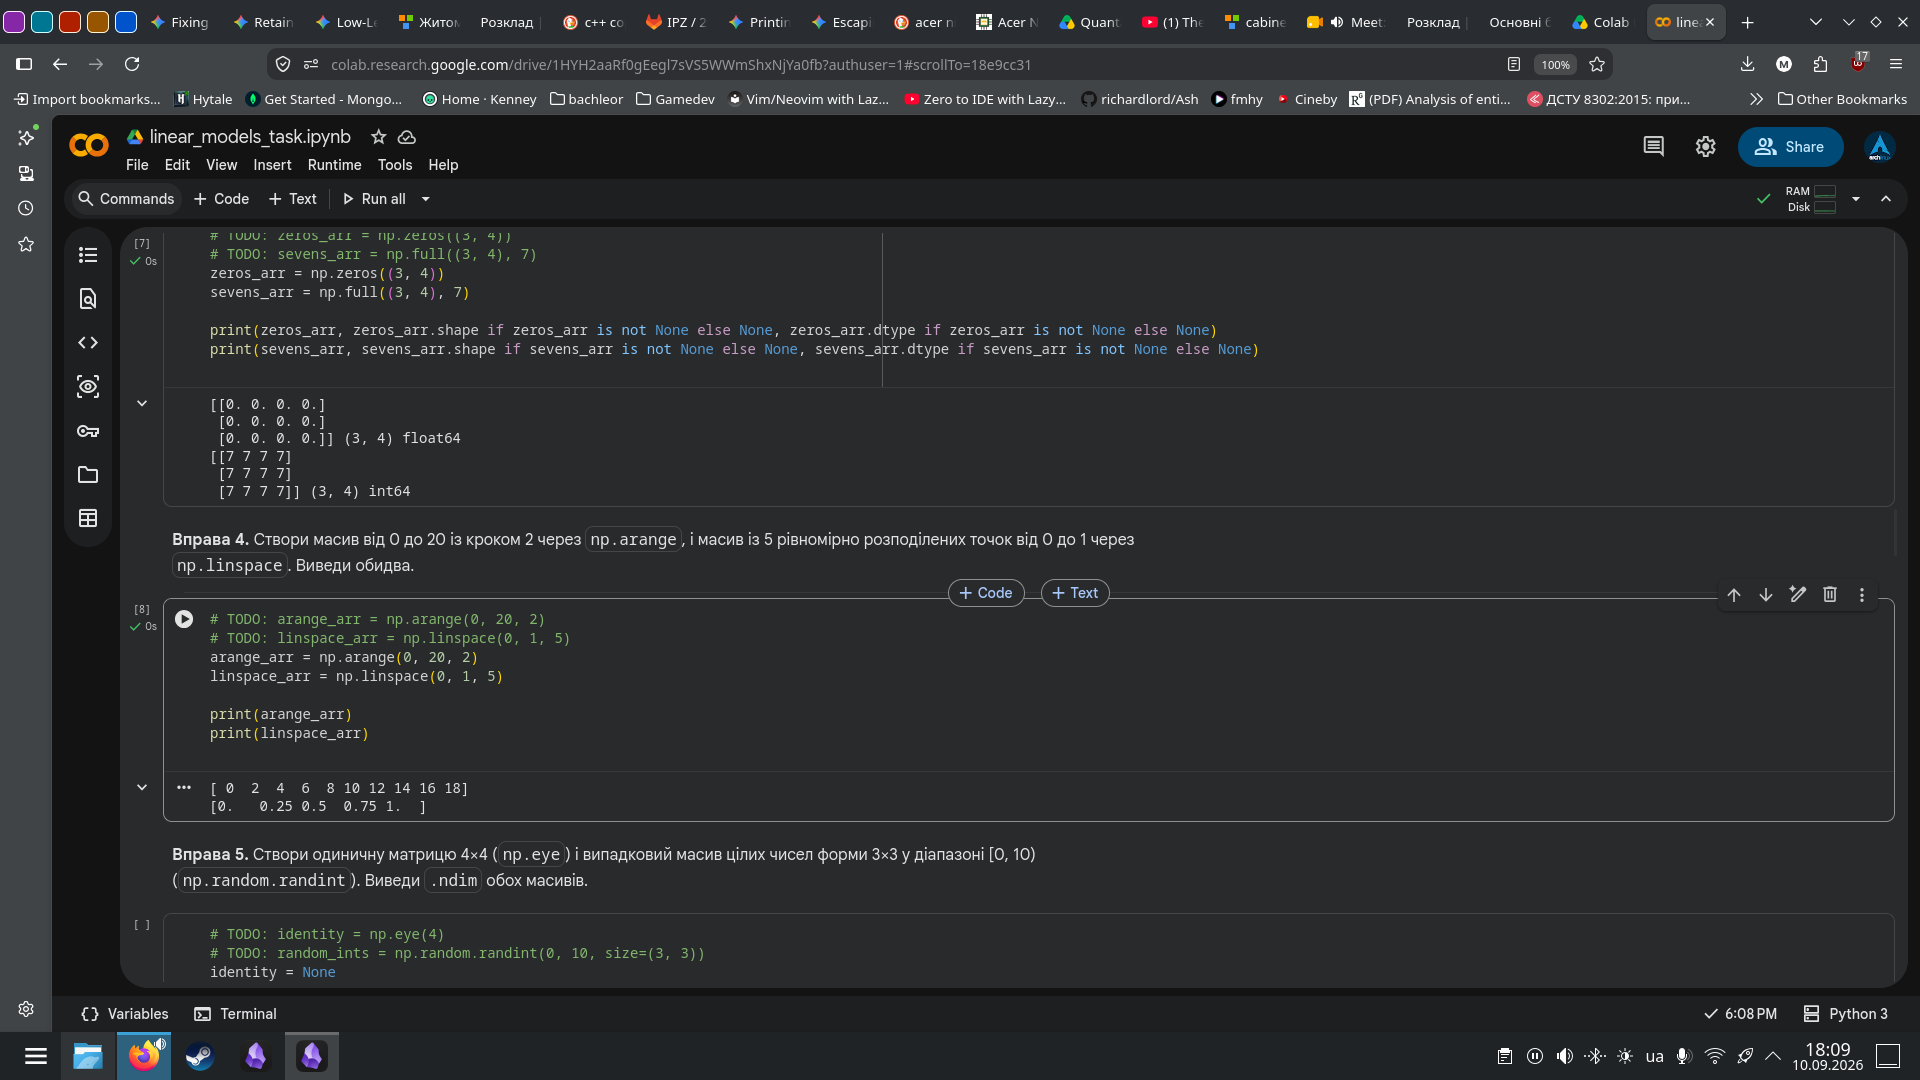 Fixing
Retain
Low-Le
Житом
Розклад
c++ co
IPZ / 2
Printin
Escapi
acer n
Acer N
Quant
(1) The
cabine
Meet
Розклад
Основні б
Colab
linea
colab.research.google.com/drive/1HYH2aaRf0gEegl7sVS5WWmShxNjYa0fb?authuser=1#scrollTo=18e9cc31
100%
17
Import bookmarks...
Hytale
Get Started - Mongo...
Home · Kenney
bachleor
Gamedev
Vim/Neovim with Laz...
Zero to IDE with Lazy...
richardlord/Ash
fmhy
Cineby
(PDF) Analysis of enti...
ДСТУ 8302:2015: при...
Other Bookmarks
linear_models_task.ipynb
File Edit View Insert Runtime Tools Help
Share
Commands + Code + Text Run all
RAM
Disk
[7]
0s
# TODO: zeros_arr = np.zeros((3, 4))
# TODO: sevens_arr = np.full((3, 4), 7)
zeros_arr = np.zeros((3, 4))
sevens_arr = np.full((3, 4), 7)
print(zeros_arr, zeros_arr.shape if zeros_arr is not None else None, zeros_arr.dtype if zeros_arr is not None else None)
print(sevens_arr, sevens_arr.shape if sevens_arr is not None else None, sevens_arr.dtype if sevens_arr is not None else None)
[[0. 0. 0. 0.]
[0. 0. 0. 0.]
[0. 0. 0. 0.]] (3, 4) float64
[[7 7 7 7]
[7 7 7 7]
[7 7 7 7]] (3, 4) int64
Вправа 4. Створи масив від 0 до 20 із кроком 2 через np.arange, і масив із 5 рівномірно розподілених точок від 0 до 1 через
np.linspace. Виведи обидва.
+ Code + Text
[8]
0s
# TODO: arange_arr = np.arange(0, 20, 2)
# TODO: linspace_arr = np.linspace(0, 1, 5)
arange_arr = np.arange(0, 20, 2)
linspace_arr = np.linspace(0, 1, 5)
print(arange_arr)
print(linspace_arr)
[ 0  2  4  6  8 10 12 14 16 18]
[0.   0.25 0.5  0.75 1.  ]
Вправа 5. Створи одиничну матрицю 4×4 (np.eye) і випадковий масив цілих чисел форми 3×3 у діапазоні [0, 10)
(np.random.randint). Виведи .ndim обох масивів.
[ ]
# TODO: identity = np.eye(4)
# TODO: random_ints = np.random.randint(0, 10, size=(3, 3))
identity = None
Variables
Terminal
6:08 PM
Python 3
ua
18:09
10.09.2026